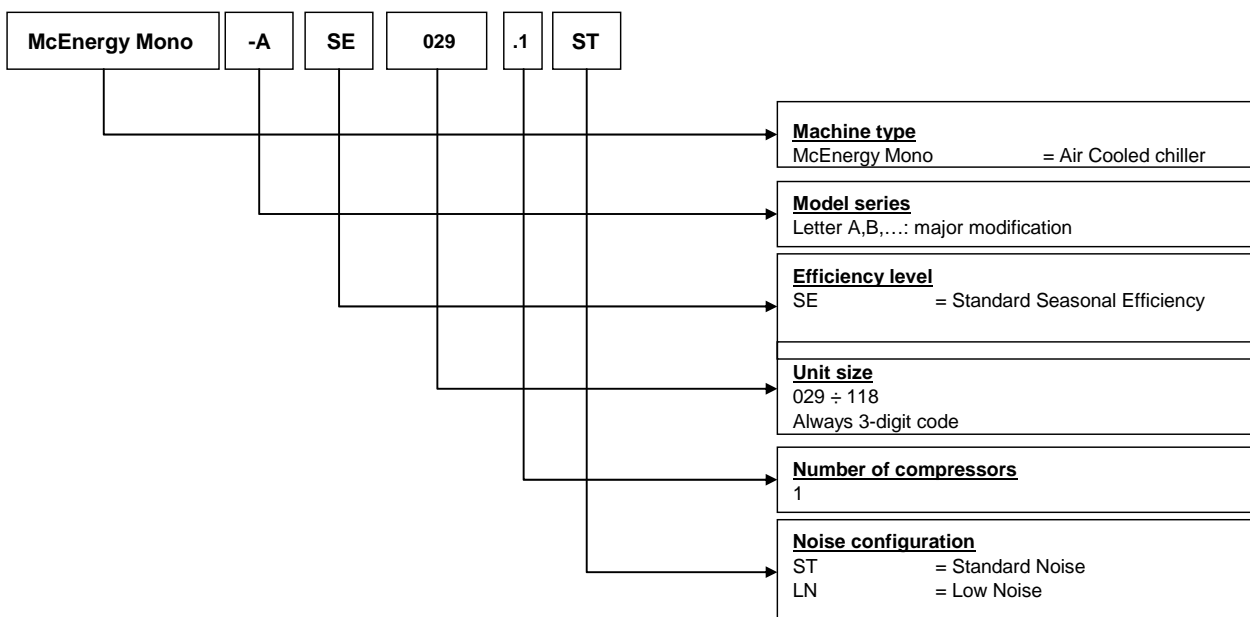 McEnergy Mono -A SE 029 .1 ST
Machine type
McEnergy Mono = Air Cooled chiller
Model series
Letter A,B,…: major modification
Efficiency level
SE = Standard Seasonal Efficiency
Unit size
029 ÷ 118
Always 3-digit code
Number of compressors
1
Noise configuration
ST = Standard Noise
LN = Low Noise